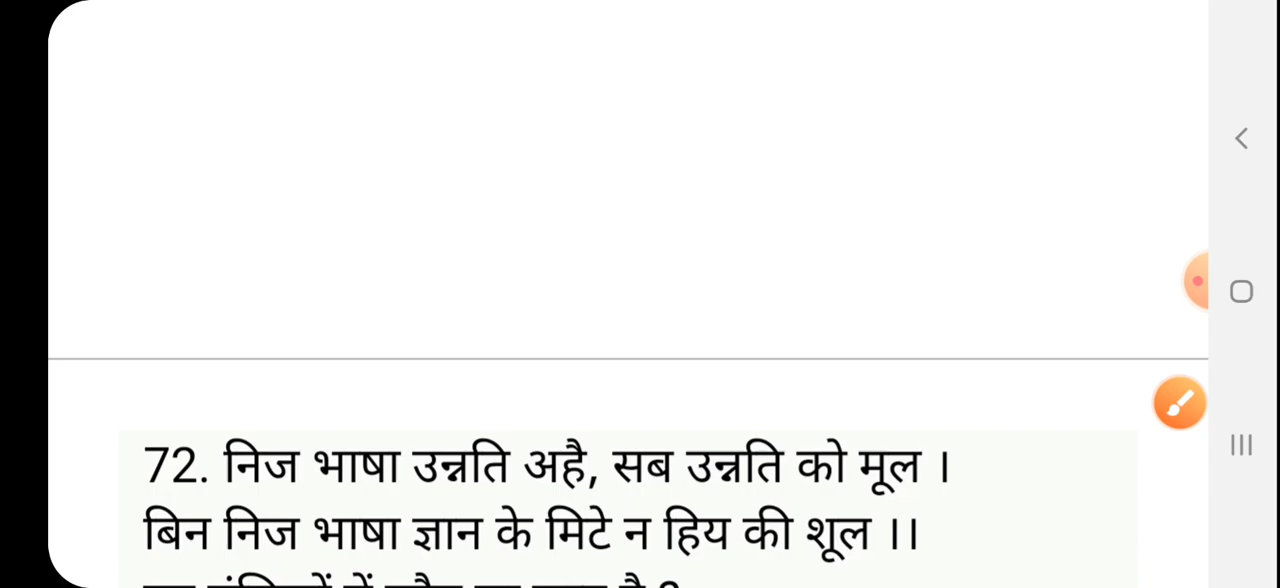 72. निज भाषा उन्नति अहै, सब उन्नति को मूल ।
बिन निज भाषा ज्ञान के मिटे न हिय की शूल ।।